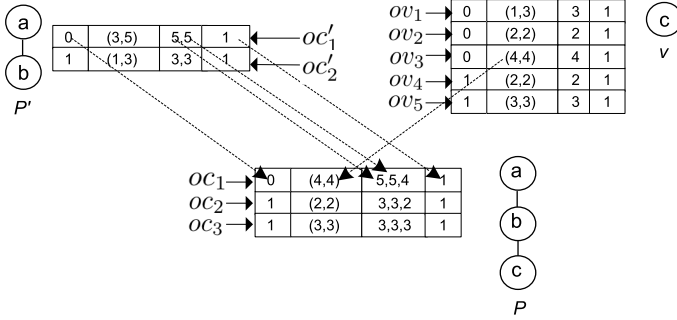 a
0 (3,5) 5,5 1 oc′1
b
1 (1,3) 3,3 1 oc′2
P'
ov1 0 (1,3) 3 1
ov2 0 (2,2) 2 1
ov3 0 (4,4) 4 1
ov4 1 (2,2) 2 1
ov5 1 (3,3) 3 1
c
v
oc1 0 (4,4) 5,5,4 1
oc2 1 (2,2) 3,3,2 1
oc3 1 (3,3) 3,3,3 1
a
b
c
P